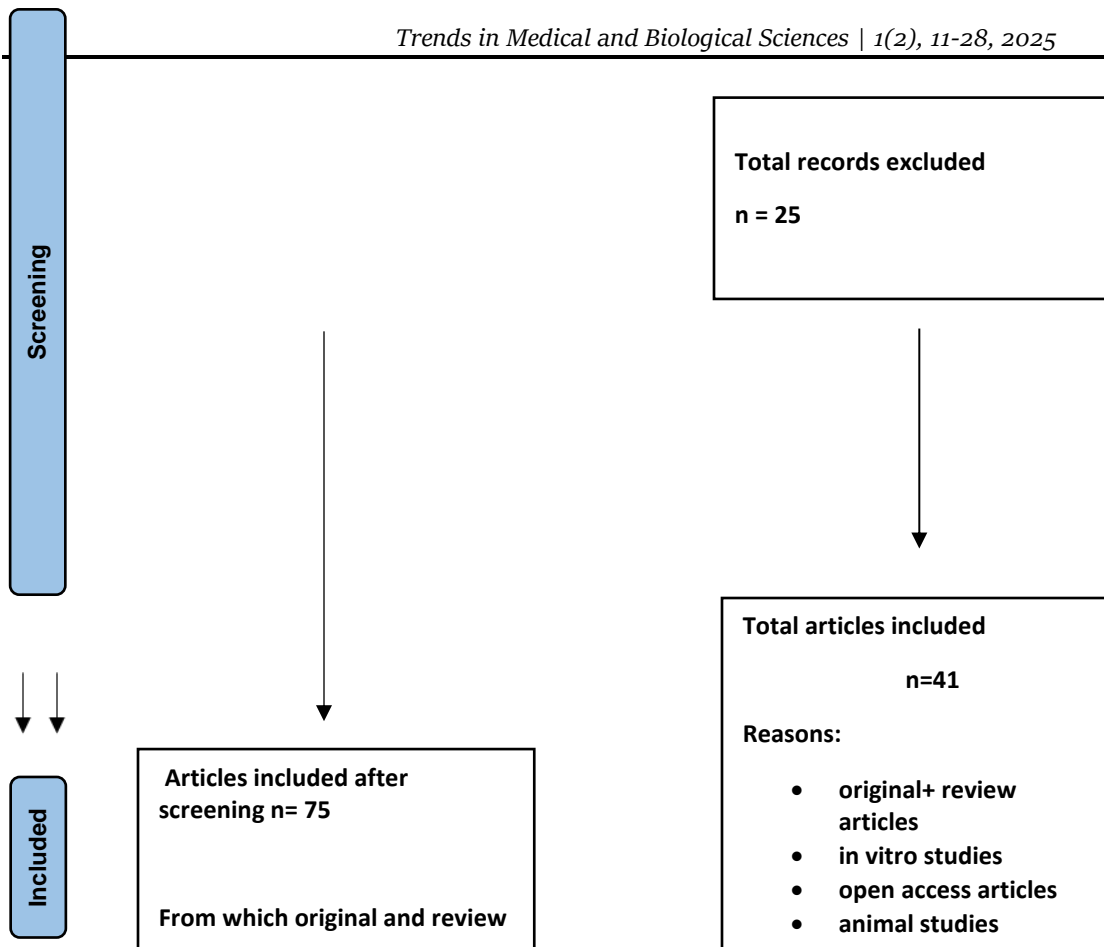 Trends in Medical and Biological Sciences | 1(2), 11-28, 2025
Screening
Total records excluded
n = 25
Total articles included
n=41
Reasons:
• original+ review
articles
• in vitro studies
• open access articles
• animal studies
Included
Articles included after
screening n= 75
From which original and review